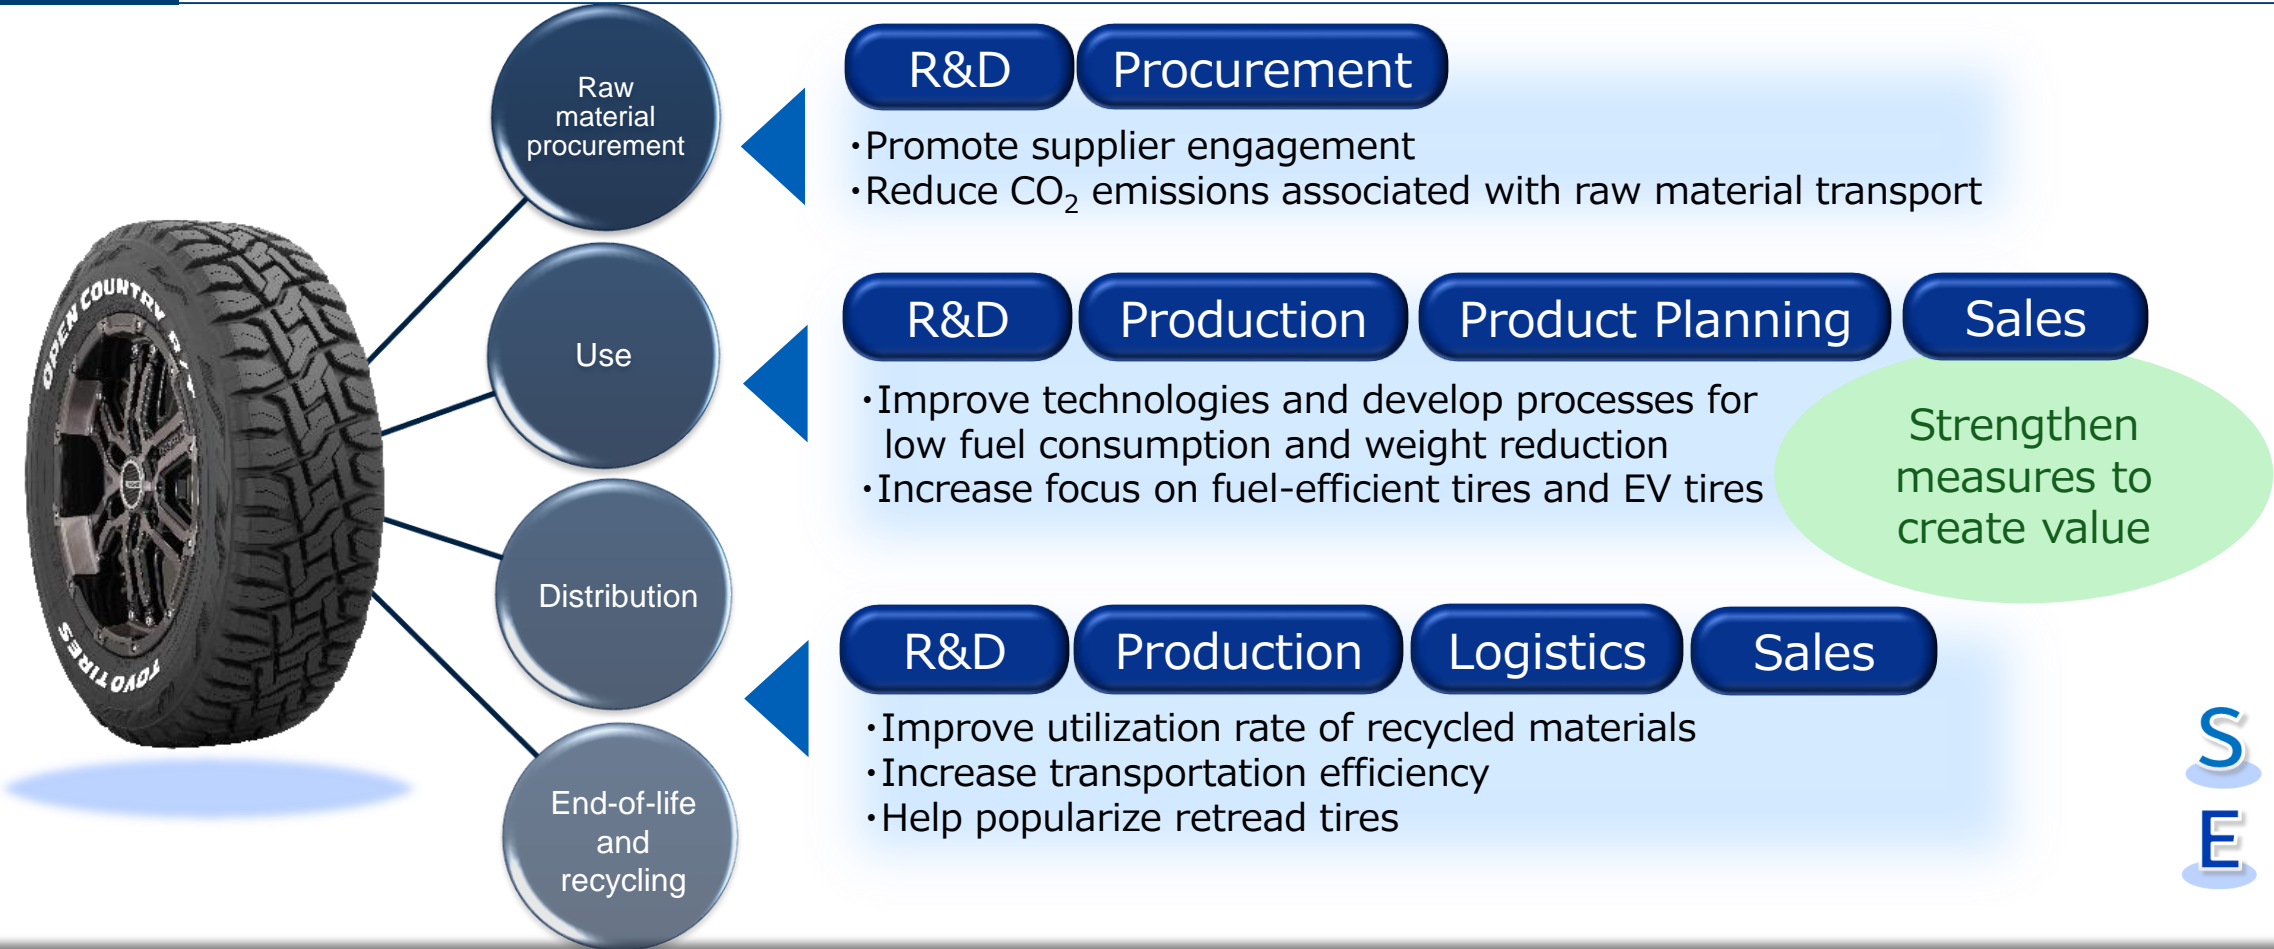 Raw
material
procurement
R&D
Procurement
・Promote supplier engagement
・Reduce CO₂ emissions associated with raw material transport
OPEN COUNTRY R/T
TOYO TIRES
Use
R&D
Production
Product Planning
Sales
・Improve technologies and develop processes for
low fuel consumption and weight reduction
・Increase focus on fuel-efficient tires and EV tires
Strengthen
measures to
create value
Distribution
End-of-life
and
recycling
R&D
Production
Logistics
Sales
・Improve utilization rate of recycled materials
・Increase transportation efficiency
・Help popularize retread tires
S
E